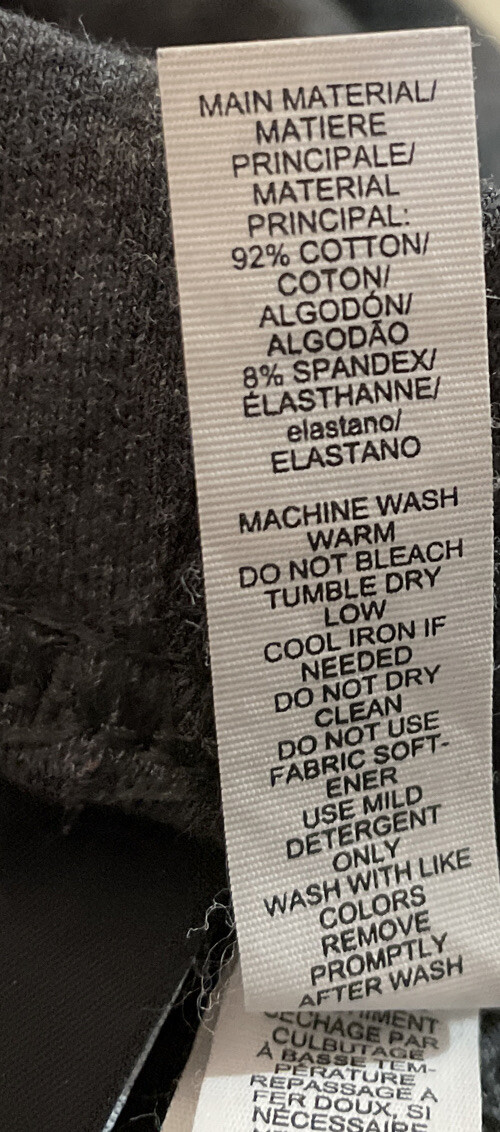 MAIN MATERIAL/
MATIERE
PRINCIPALE/
MATERIAL
PRINCIPAL:
92% COTTON/
COTON/
ALGODÓN/
ALGODÃO
8% SPANDEX/
ÉLASTHANNE/
elastano/
ELASTANO
MACHINE WASH
WARM
DO NOT BLEACH
TUMBLE DRY
LOW
COOL IRON IF
NEEDED
DO NOT DRY
CLEAN
DO NOT USE
FABRIC SOFT-
ENER
USE MILD
DETERGENT
ONLY
WASH WITH LIKE
COLORS
REMOVE
PROMPTLY
AFTER WASH
SÉCHAGE PAR
CULBUTAGE
À BASSE TEM-
PÉRATURE
REPASSAGE À
FER DOUX, SI
NÉCESSAIRE